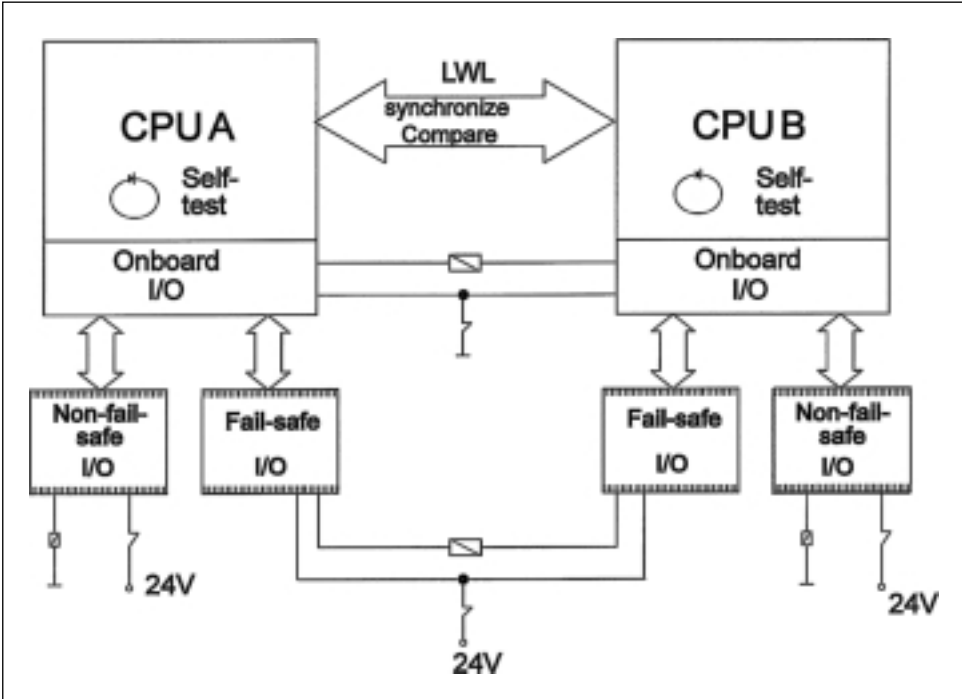 LWL
synchronize
Compare
CPU A
Self-
test
Onboard
I/O
CPU B
Self-
test
Onboard
I/O
Non-fail-
safe
I/O
Fail-safe
I/O
Fail-safe
I/O
Non-fail-
safe
I/O
24V
24V
24V